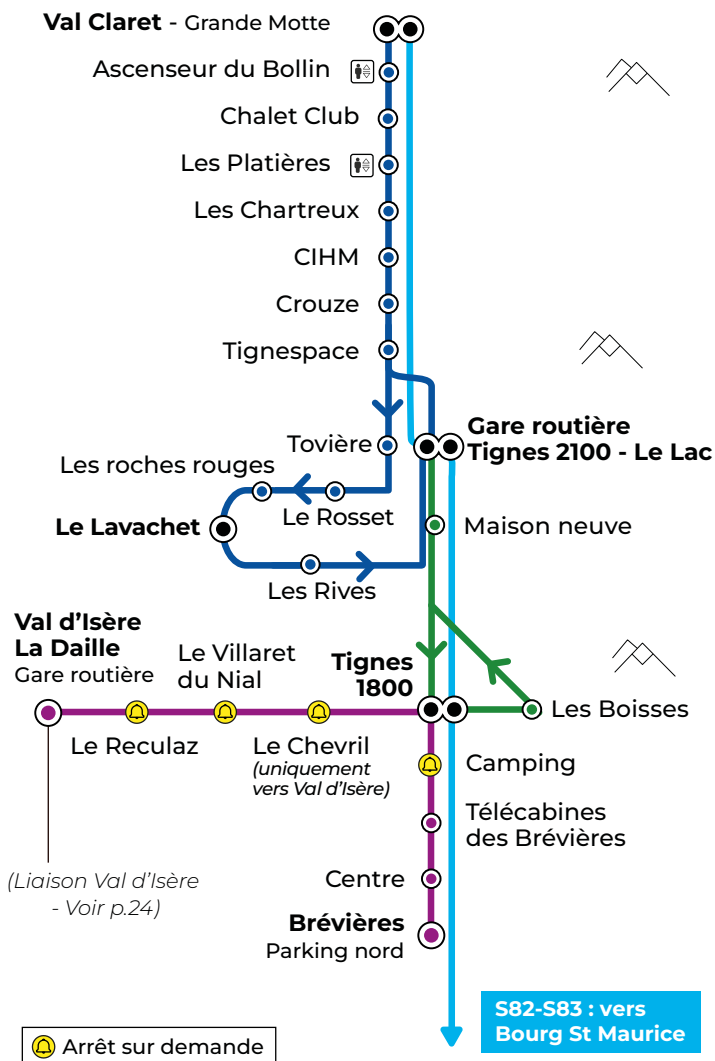 Val Claret - Grande Motte
Ascenseur du Bollin
Chalet Club
Les Platières
Les Chartreux
CIHM
Crouze
Tignespace
Tovière
Gare routière
Tignes 2100 - Le Lac
Les roches rouges
Le Rosset
Le Lavachet
Maison neuve
Les Rives
Val d'Isère
La Daille
Gare routière
Le Villaret
du Nial
Tignes
1800
Les Boisses
Le Reculaz
Le Chevril
(uniquement
vers Val d'Isère)
Camping
Télécabines
des Brévières
(Liaison Val d'Isère
- Voir p.24)
Centre
Brévières
Parking nord
S82-S83 : vers
Bourg St Maurice
Arrêt sur demande